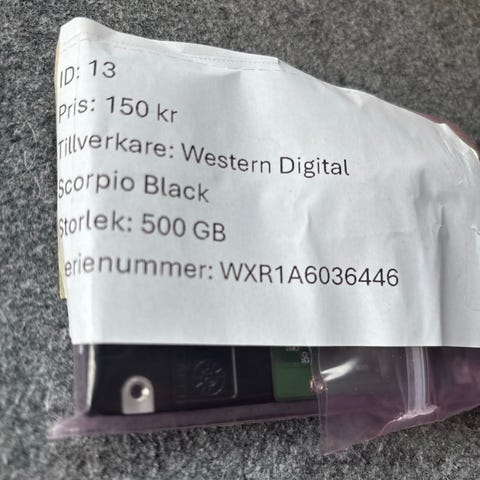 ID: 13
Pris: 150 kr
Tillverkare: Western Digital
Scorpio Black
Storlek: 500 GB
erienummer: WXR1A6036446